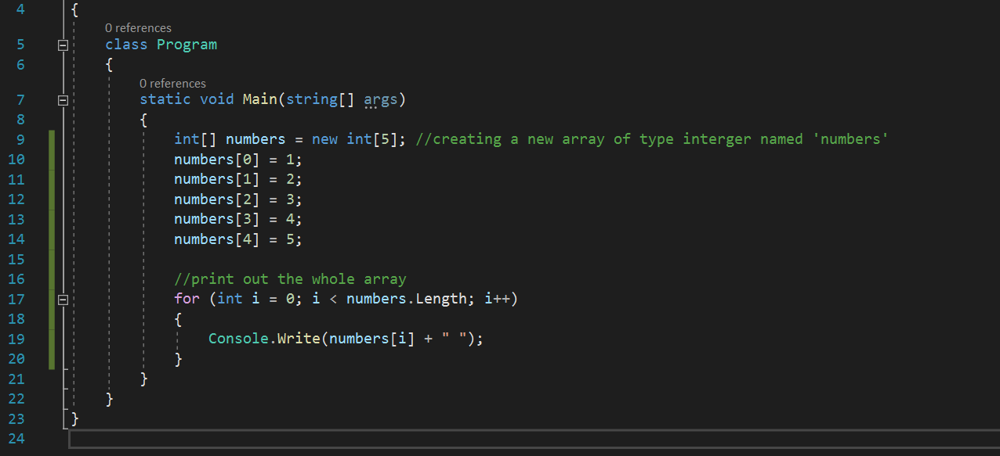 4 {
0 references
5 class Program
6 {
0 references
7 static void Main(string[] args)
8 {
9 int[] numbers = new int[5]; //creating a new array of type interger named 'numbers'
10 numbers[0] = 1;
11 numbers[1] = 2;
12 numbers[2] = 3;
13 numbers[3] = 4;
14 numbers[4] = 5;
15
16 //print out the whole array
17 for (int i = 0; i < numbers.Length; i++)
18 {
19 Console.Write(numbers[i] + " ");
20 }
21 }
22 }
23 }
24